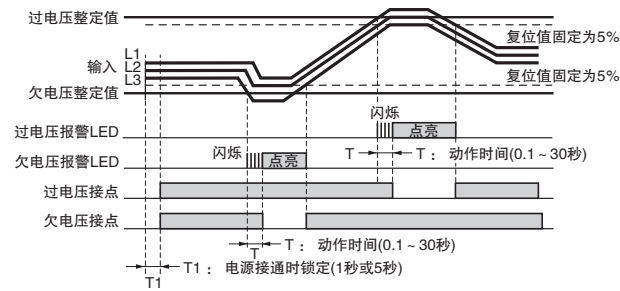 过电压整定值
复位值固定为5%
L1
输入 L2
L3
复位值固定为5%
欠电压整定值
闪烁
过电压报警LED
点亮
闪烁
T
T： 动作时间(0.1～30秒)
欠电压报警LED
点亮
过电压接点
欠电压接点
T： 动作时间(0.1～30秒)
T
T1： 电源接通时锁定(1秒或5秒)
T1